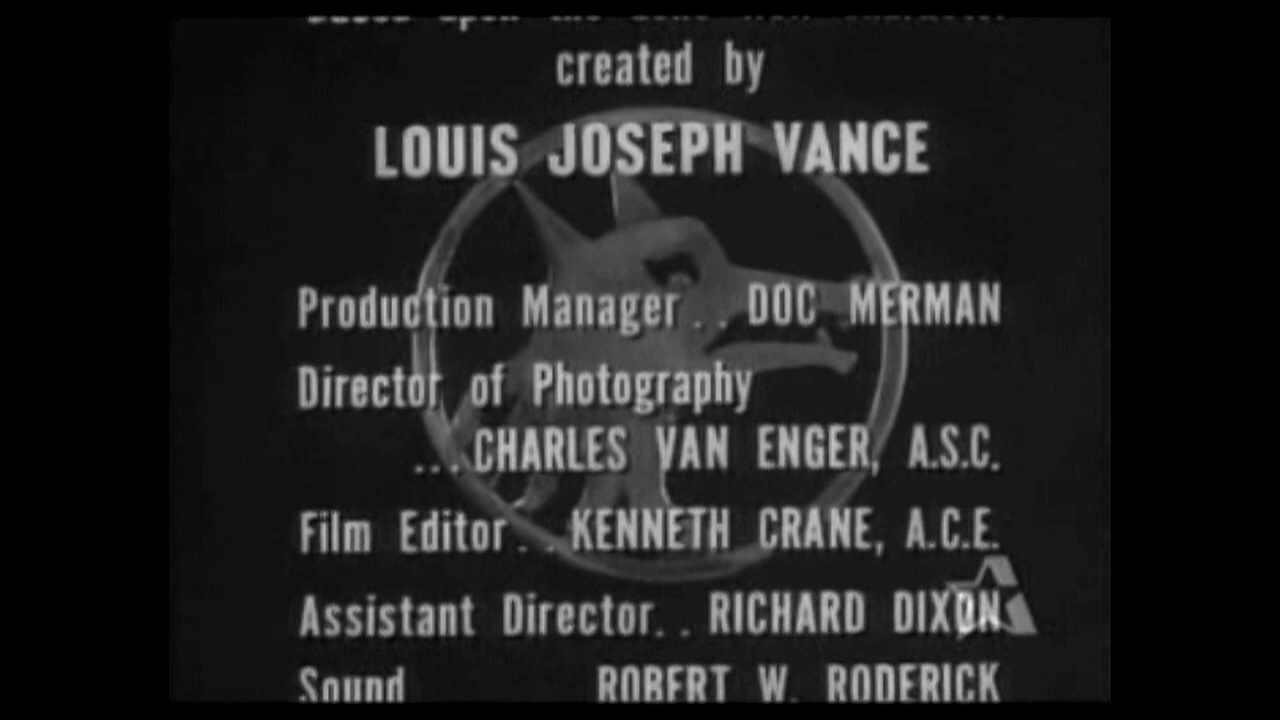 created by
LOUIS JOSEPH VANCE
Production Manager . . DOC MERMAN
Director of Photography
... CHARLES VAN ENGER, A.S.C.
Film Editor . . KENNETH CRANE, A.C.E.
Assistant Director . . RICHARD DIXON
Sound ROBERT W. RODERICK